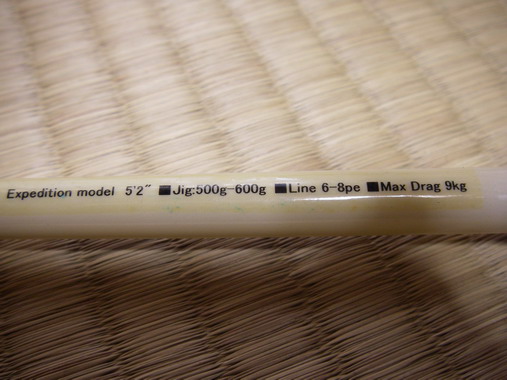 Expedition model 5'2" ■Jig:500g-600g ■Line 6-8pe ■Max Drag 9kg